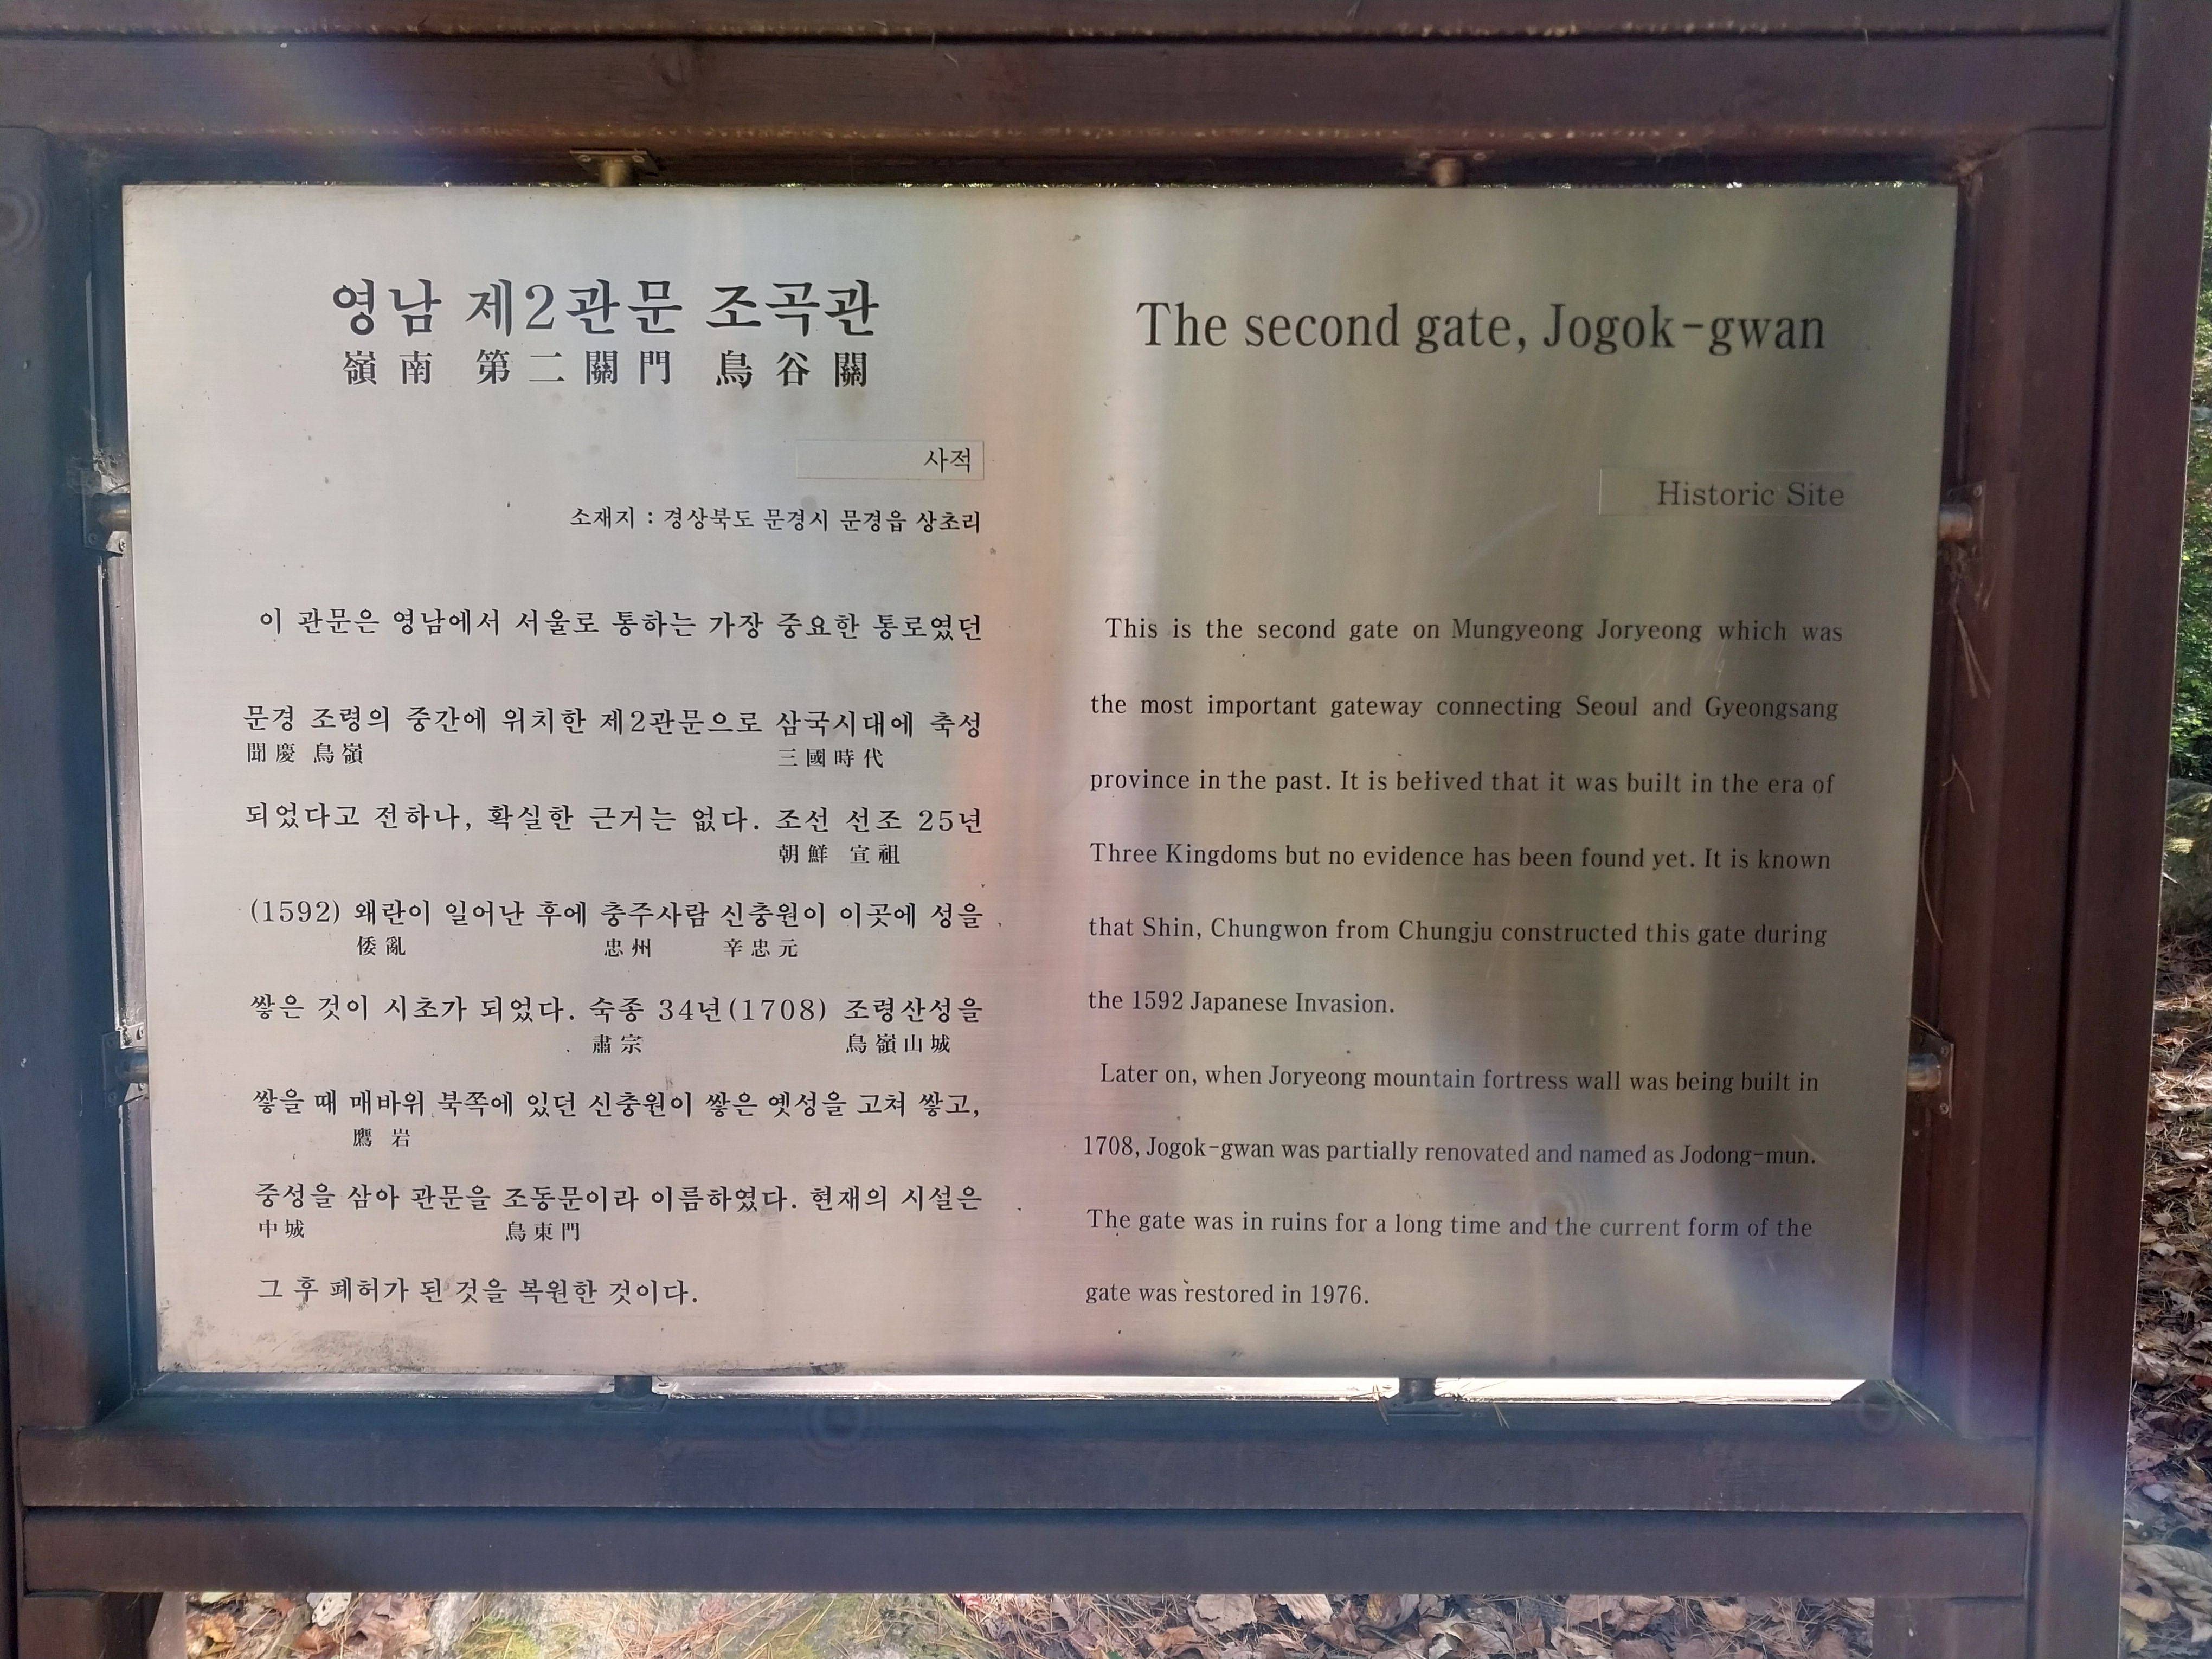 영남 제2관문 조곡관
嶺南 第二關門 鳥谷關
사적
소재지 : 경상북도 문경시 문경읍 상초리
이 관문은 영남에서 서울로 통하는 가장 중요한 통로였던
문경 조령의 중간에 위치한 제2관문으로 삼국시대에 축성
聞慶 鳥嶺 三國時代
되었다고 전하나, 확실한 근거는 없다. 조선 선조 25년
朝鮮 宣祖
(1592) 왜란이 일어난 후에 충주사람 신충원이 이곳에 성을
倭亂 忠州 辛忠元
쌓은 것이 시초가 되었다. 숙종 34년(1708) 조령산성을
肅宗 鳥嶺山城
쌓을 때 매바위 북쪽에 있던 신충원이 쌓은 옛성을 고쳐 쌓고,
鷹岩
중성을 삼아 관문을 조동문이라 이름하였다. 현재의 시설은
中城 鳥東門
그 후 폐허가 된 것을 복원한 것이다.
The second gate, Jogok-gwan
Historic Site
This is the second gate on Mungyeong Joryeong which was
the most important gateway connecting Seoul and Gyeongsang
province in the past. It is belived that it was built in the era of
Three Kingdoms but no evidence has been found yet. It is known
that Shin, Chungwon from Chungju constructed this gate during
the 1592 Japanese Invasion.
Later on, when Joryeong mountain fortress wall was being built in
1708, Jogok-gwan was partially renovated and named as Jodong-mun.
The gate was in ruins for a long time and the current form of the
gate was restored in 1976.